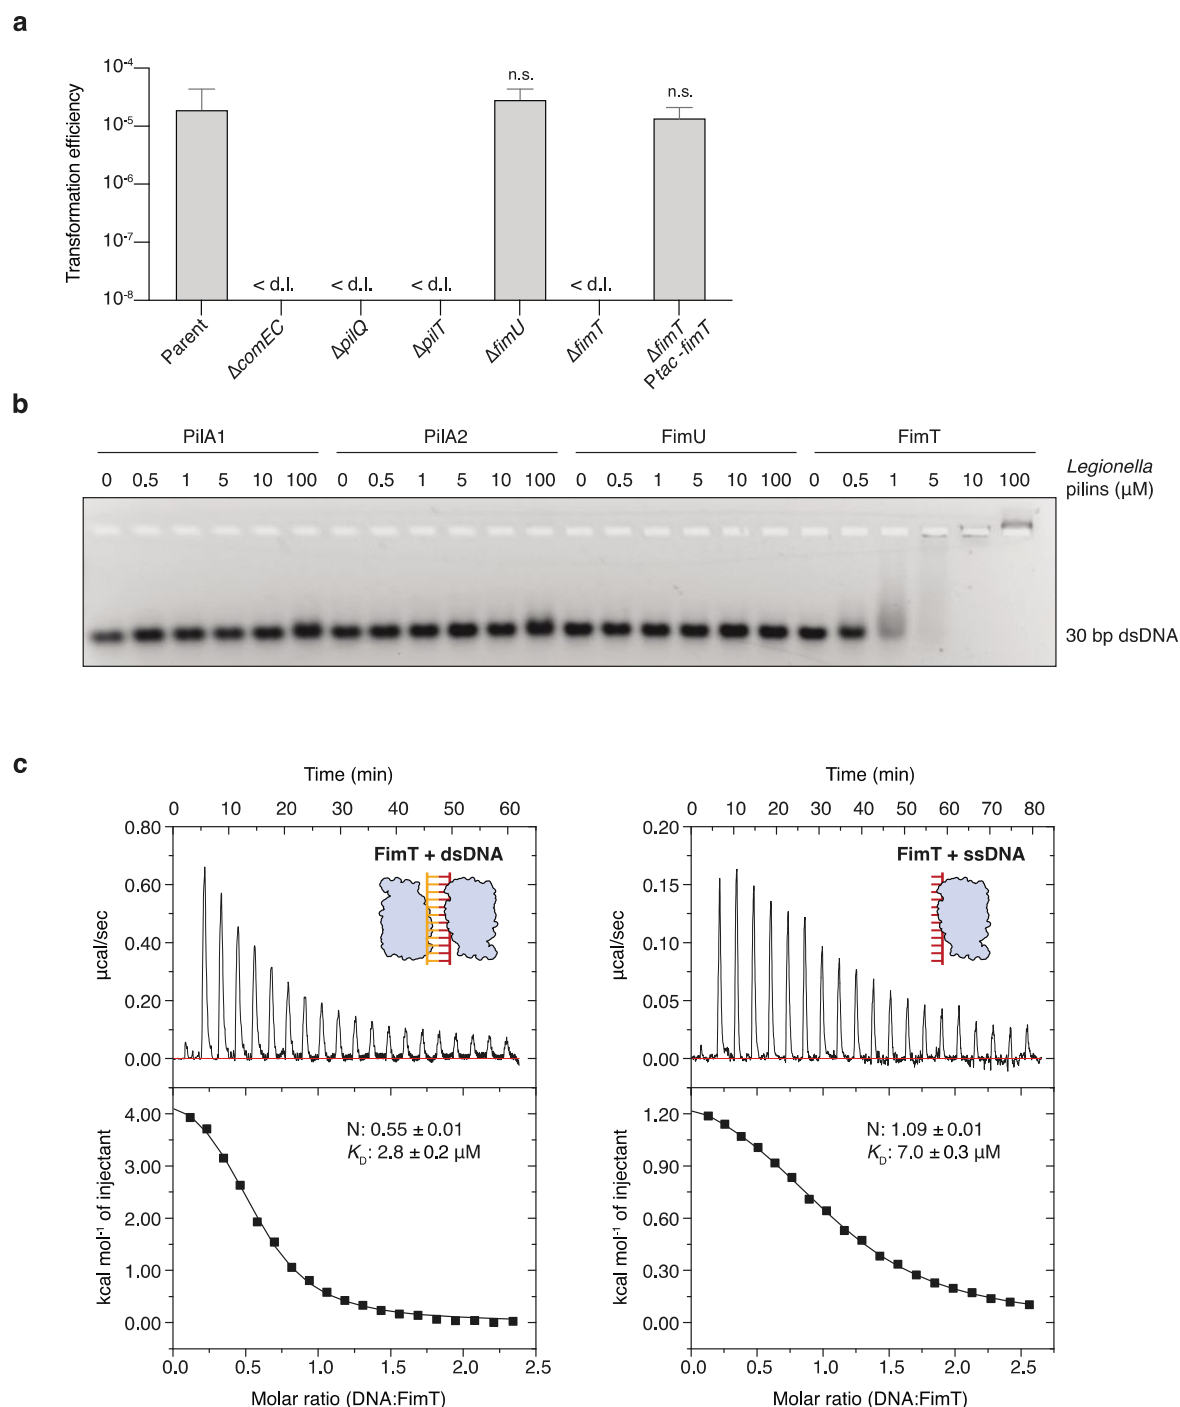 a
Transformation efficiency
10⁻⁴
10⁻⁵
10⁻⁶
10⁻⁷
10⁻⁸
< d.l.
< d.l.
< d.l.
n.s.
< d.l.
n.s.
Parent
ΔcomEC
ΔpilQ
ΔpilT
ΔfimU
ΔfimT
ΔfimT
Ptac-fimT
b
PilA1 PilA2 FimU FimT
0 0.5 1 5 10 100 0 0.5 1 5 10 100 0 0.5 1 5 10 100 0 0.5 1 5 10 100
Legionella
pilins (µM)
30 bp dsDNA
c
Time (min)
0 10 20 30 40 50 60
µcal/sec
0.80
0.60
0.40
0.20
0.00
FimT + dsDNA
kcal mol⁻¹ of injectant
4.00
3.00
2.00
1.00
0.00
N: 0.55 ± 0.01
K_D: 2.8 ± 0.2 µM
0.0 0.5 1.0 1.5 2.0 2.5
Molar ratio (DNA:FimT)
Time (min)
0 10 20 30 40 50 60 70 80
µcal/sec
0.20
0.15
0.10
0.05
0.00
FimT + ssDNA
kcal mol⁻¹ of injectant
1.20
0.90
0.60
0.30
0.00
N: 1.09 ± 0.01
K_D: 7.0 ± 0.3 µM
0.0 0.5 1.0 1.5 2.0 2.5
Molar ratio (DNA:FimT)